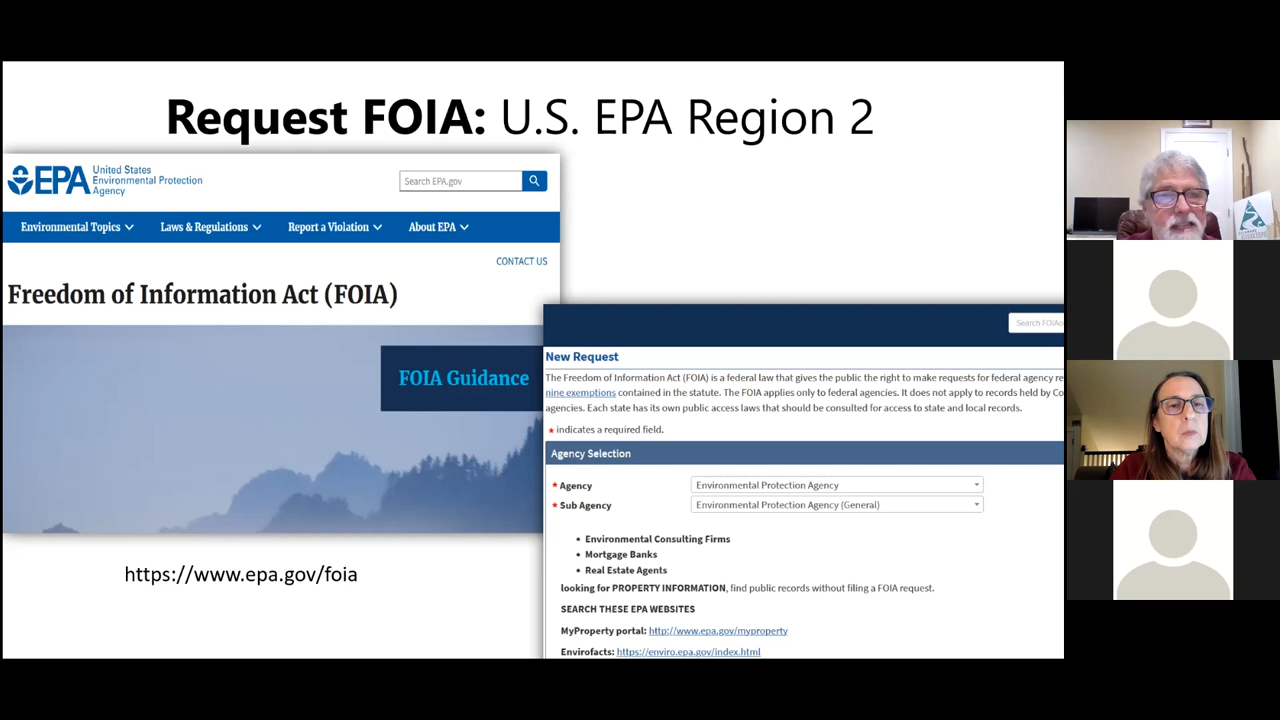 Request FOIA: U.S. EPA Region 2
EPA
United States
Environmental Protection
Agency
Search EPA.gov
Environmental Topics
Laws & Regulations
Report a Violation
About EPA
CONTACT US
Freedom of Information Act (FOIA)
FOIA Guidance
https://www.epa.gov/foia
Search FOIAo
New Request
The Freedom of Information Act (FOIA) is a federal law that gives the public the right to make requests for federal agency re
nine exemptions contained in the statute. The FOIA applies only to federal agencies. It does not apply to records held by Co
agencies. Each state has its own public access laws that should be consulted for access to state and local records.
* indicates a required field.
Agency Selection
* Agency
Environmental Protection Agency
* Sub Agency
Environmental Protection Agency (General)
• Environmental Consulting Firms
• Mortgage Banks
• Real Estate Agents
looking for PROPERTY INFORMATION, find public records without filing a FOIA request.
SEARCH THESE EPA WEBSITES
MyProperty portal: http://www.epa.gov/myproperty
Envirofacts: https://enviro.epa.gov/index.html